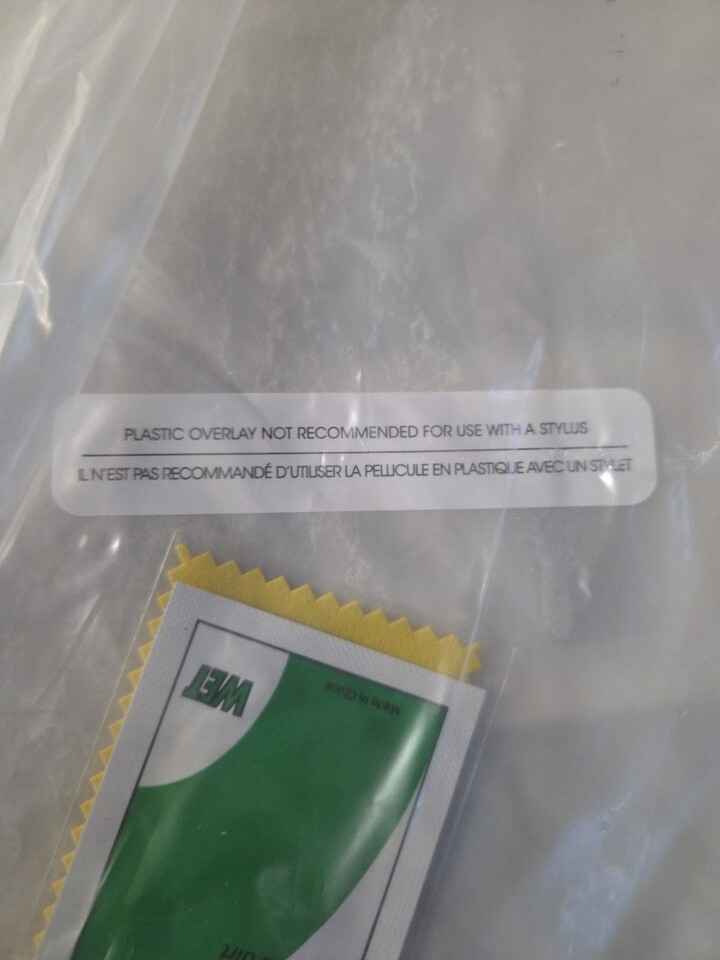 PLASTIC OVERLAY NOT RECOMMENDED FOR USE WITH A STYLUS
IL N'EST PAS RECOMMANDÉ D'UTILISER LA PELLICULE EN PLASTIQUE AVEC UN STYLET
WET
Made In China